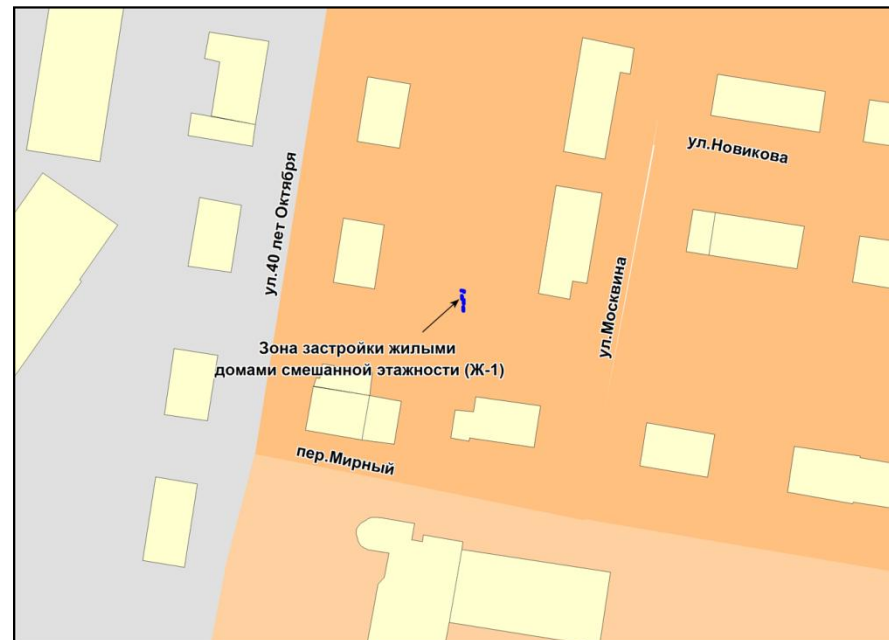 ул.Новикова
ул.40 лет Октября
ул.Москвина
Зона застройки жилыми
домами смешанной этажности (Ж-1)
пер.Мирный